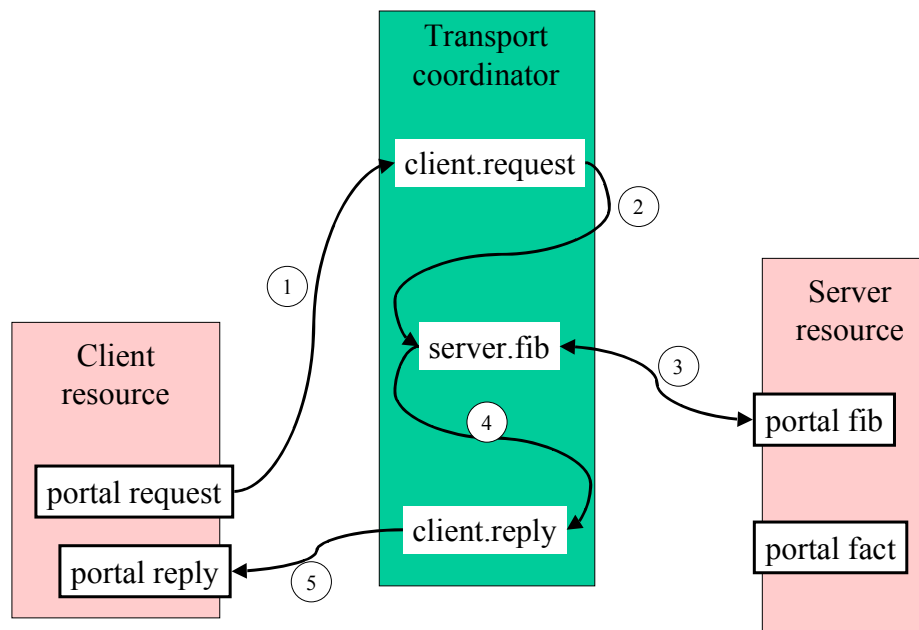 Transport
coordinator
client.request
2
1
Server
resource
Client
resource
server.fib
3
portal fib
4
portal request
client.reply
portal fact
portal reply
5